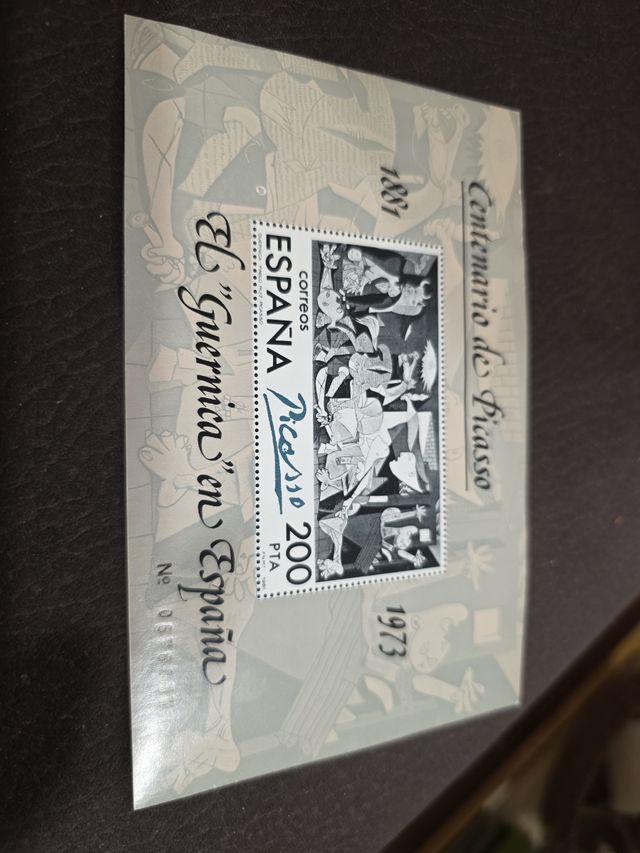 Centenario de Picasso
1881
1973
correos
ESPAÑA
Picasso
200
PTA
El "Guernica" en España
Nº